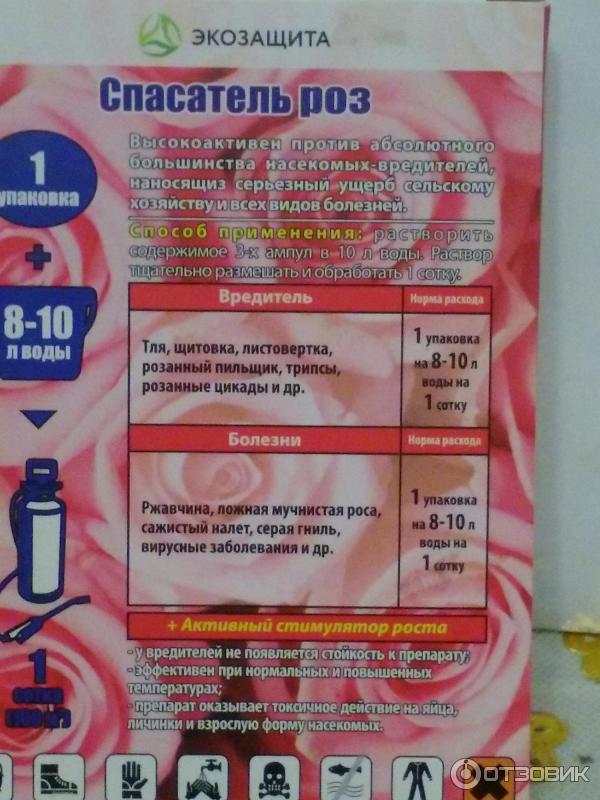 ЭКОЗАЩИТА
Спасатель роз
1
упаковка
+
8-10
л воды
1
сотка
(100 м²)
Высокоактивен против абсолютного
большинства насекомых-вредителей,
наносящиз серьезный ущерб сельскому
хозяйству и всех видов болезней.
Способ применения: растворить
содержимое 3-х ампул в 10 л воды. Раствор
тщательно размешать и обработать 1 сотку.
Вредитель
Норма расхода
Тля, щитовка, листовертка,
розанный пильщик, трипсы,
розанные цикады и др.
1 упаковка
на 8-10 л
воды на
1 сотку
Болезни
Норма расхода
Ржавчина, ложная мучнистая роса,
сажистый налет, серая гниль,
вирусные заболевания и др.
1 упаковка
на 8-10 л
воды на
1 сотку
+ Активный стимулятор роста
- у вредителей не появляется стойкость к препарату;
- эффективен при нормальных и повышенных
температурах;
- препарат оказывает токсичное действие на яйца,
личинки и взрослую форму насекомых.
ОТЗОВИК